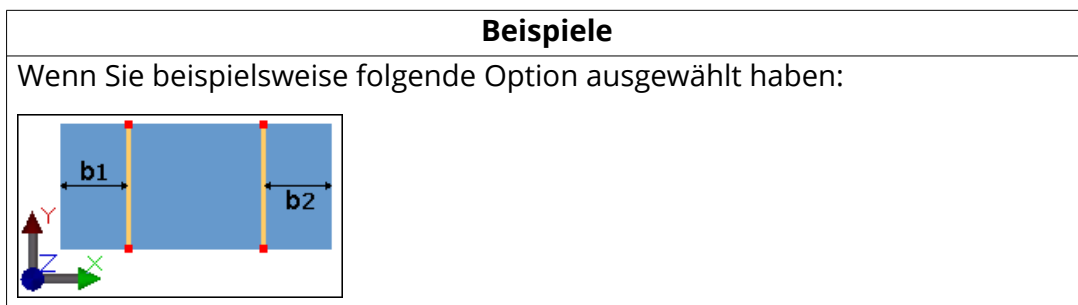 Beispiele
Wenn Sie beispielsweise folgende Option ausgewählt haben:
b1
b2
Y
Z X